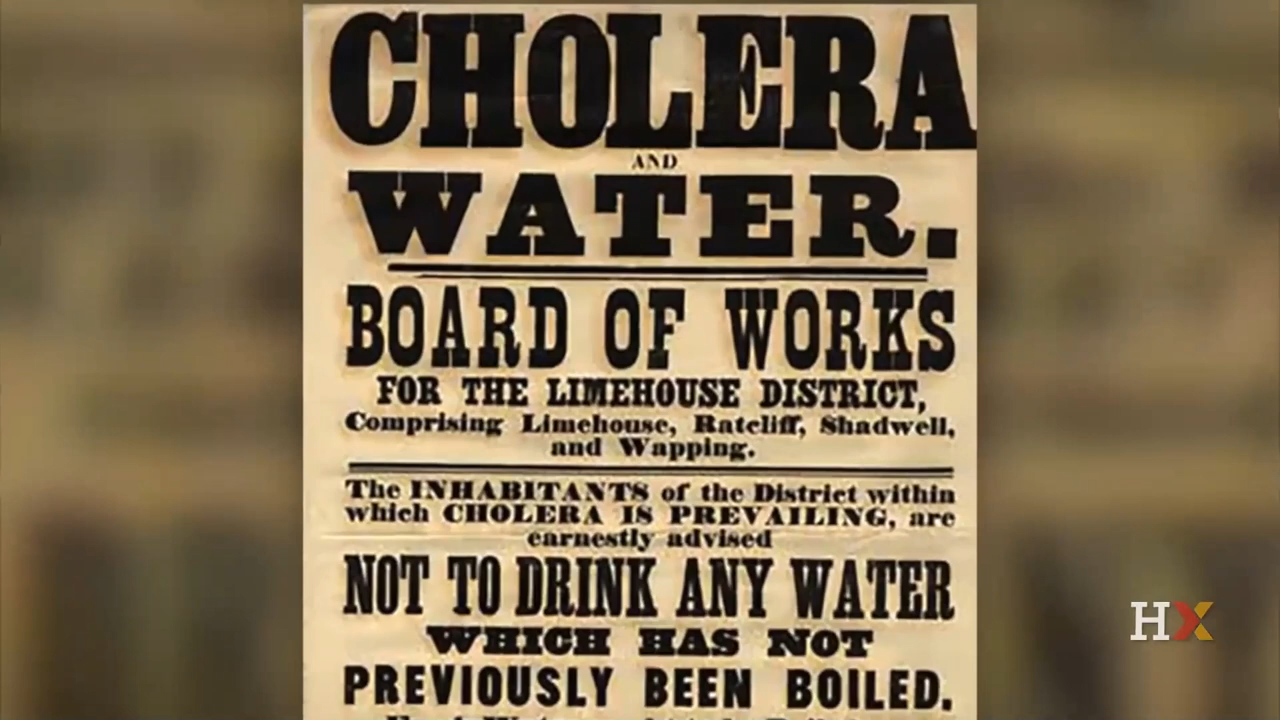 CHOLERA
AND
WATER.
BOARD OF WORKS
FOR THE LIMEHOUSE DISTRICT,
Comprising Limehouse, Ratcliff, Shadwell,
and Wapping.
The INHABITANTS of the District within
which CHOLERA IS PREVAILING, are
earnestly advised
NOT TO DRINK ANY WATER
WHICH HAS NOT
PREVIOUSLY BEEN BOILED.
HX